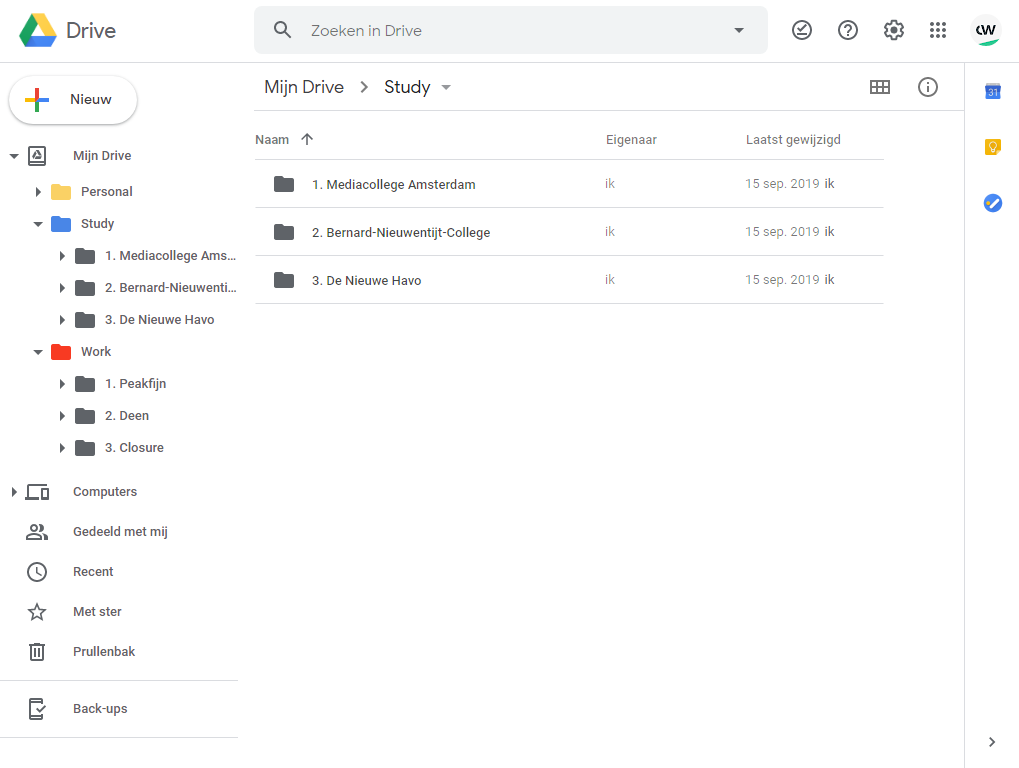 Drive
Zoeken in Drive
CW
Nieuw
Mijn Drive
Personal
Study
1. Mediacollege Ams...
2. Bernard-Nieuwenti...
3. De Nieuwe Havo
Work
1. Peakfijn
2. Deen
3. Closure
Computers
Gedeeld met mij
Recent
Met ster
Prullenbak
Back-ups
Mijn Drive > Study
Naam Eigenaar Laatst gewijzigd
1. Mediacollege Amsterdam ik 15 sep. 2019 ik
2. Bernard-Nieuwentijt-College ik 15 sep. 2019 ik
3. De Nieuwe Havo ik 15 sep. 2019 ik
31